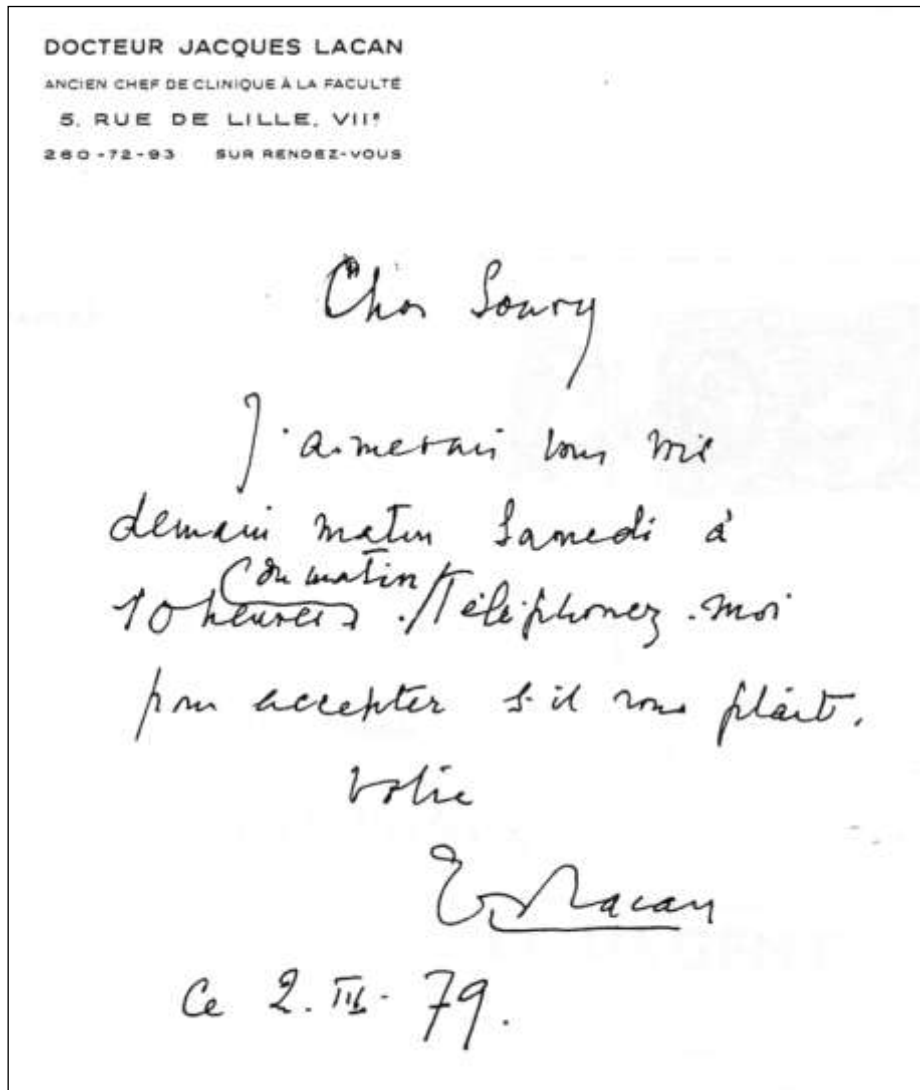 DOCTEUR JACQUES LACAN
ANCIEN CHEF DE CLINIQUE À LA FACULTÉ
5, RUE DE LILLE, VIIᵉ
260-72-93 SUR RENDEZ-VOUS
Cher Soury
J'aimerais vous voir
demain matin Samedi à
(du matin)
10 heures. / Téléphonez-moi
pour accepter s'il vous plaît.
Votre
J. Lacan
Ce 2. III. 79.